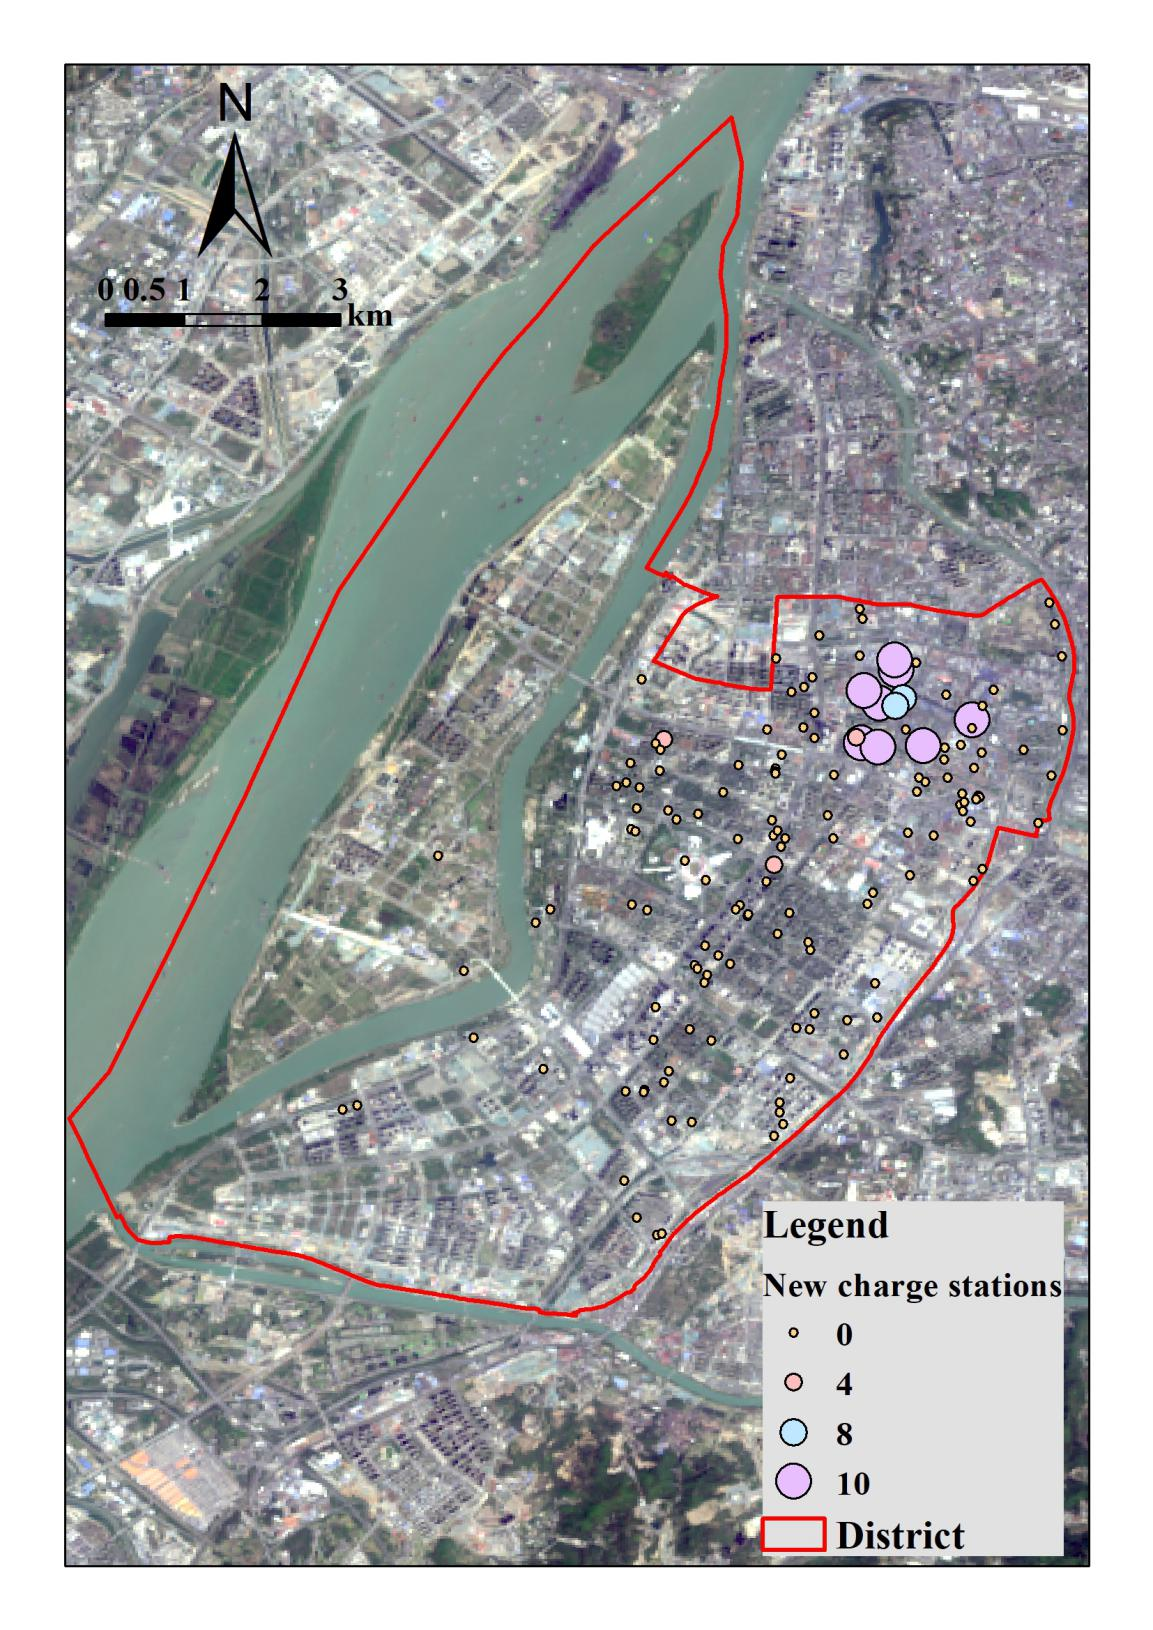 N
0 0.5 1 2 3
km
Legend
New charge stations
0
4
8
10
District